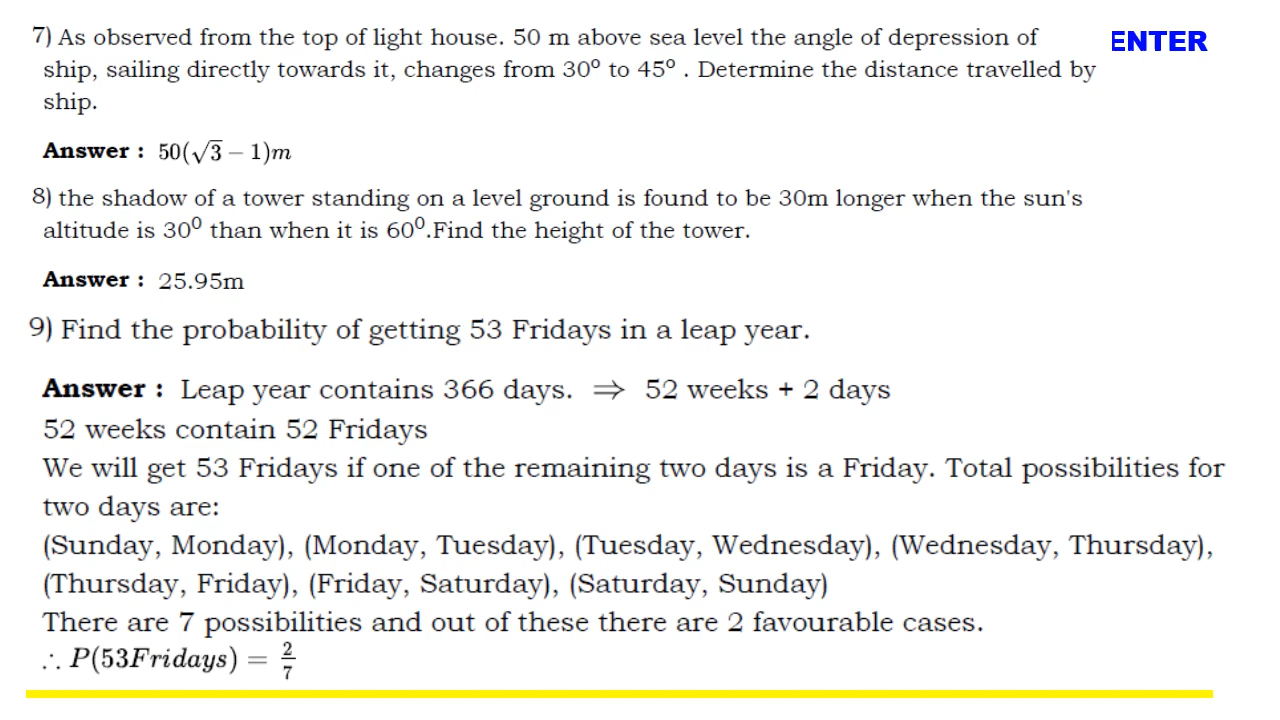 7) As observed from the top of light house. 50 m above sea level the angle of depression of
ENTER
ship, sailing directly towards it, changes from 30⁰ to 45⁰ . Determine the distance travelled by
ship.
Answer : 50(√3 − 1)m
8) the shadow of a tower standing on a level ground is found to be 30m longer when the sun's
altitude is 30⁰ than when it is 60⁰.Find the height of the tower.
Answer : 25.95m
9) Find the probability of getting 53 Fridays in a leap year.
Answer : Leap year contains 366 days. ⇒ 52 weeks + 2 days
52 weeks contain 52 Fridays
We will get 53 Fridays if one of the remaining two days is a Friday. Total possibilities for
two days are:
(Sunday, Monday), (Monday, Tuesday), (Tuesday, Wednesday), (Wednesday, Thursday),
(Thursday, Friday), (Friday, Saturday), (Saturday, Sunday)
There are 7 possibilities and out of these there are 2 favourable cases.
∴ P(53Fridays) = 2/7